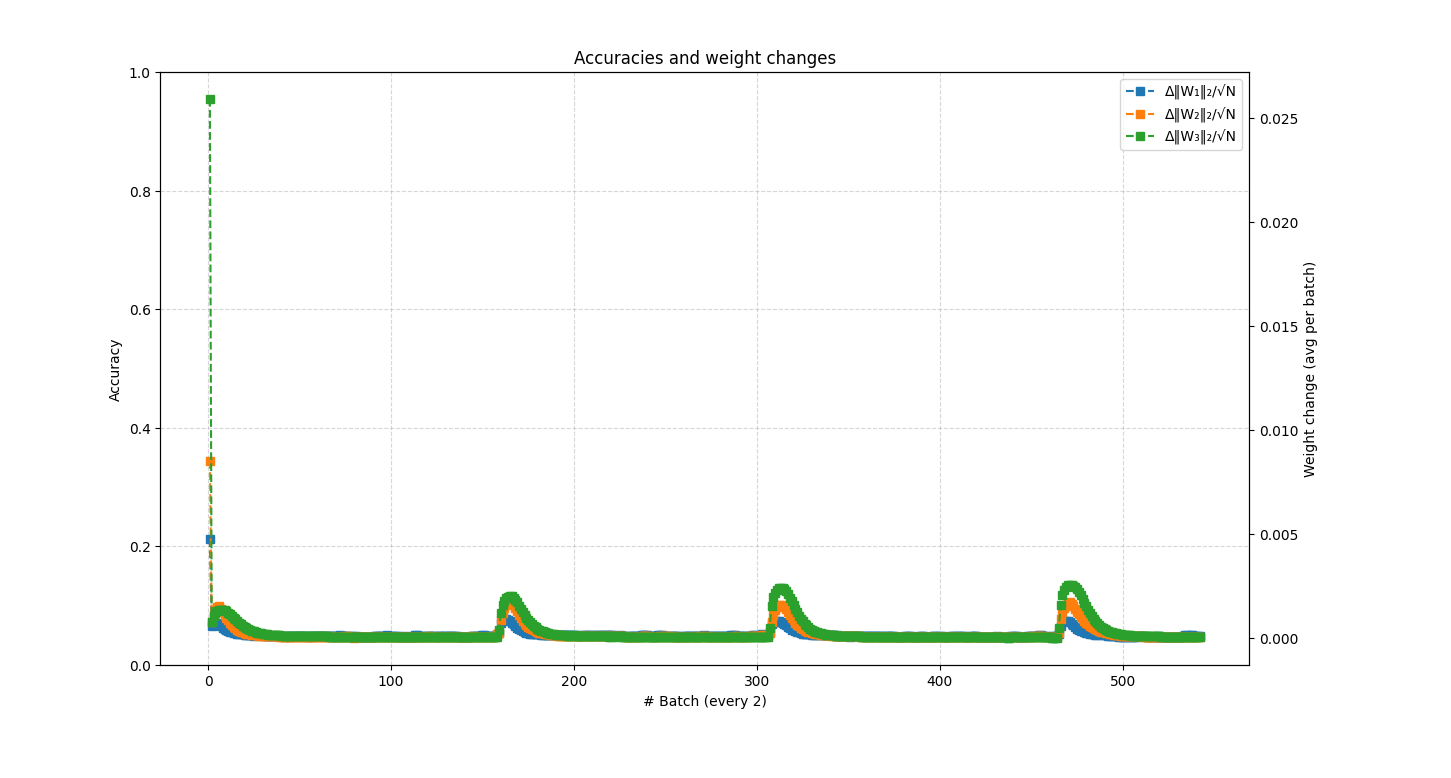 Accuracies and weight changes
1.0
0.8
0.6
0.4
0.2
0.0
Accuracy
0
100
200
300
400
500
# Batch (every 2)
0.025
0.020
0.015
0.010
0.005
0.000
Weight change (avg per batch)
Δ‖W₁‖₂/√N
Δ‖W₂‖₂/√N
Δ‖W₃‖₂/√N